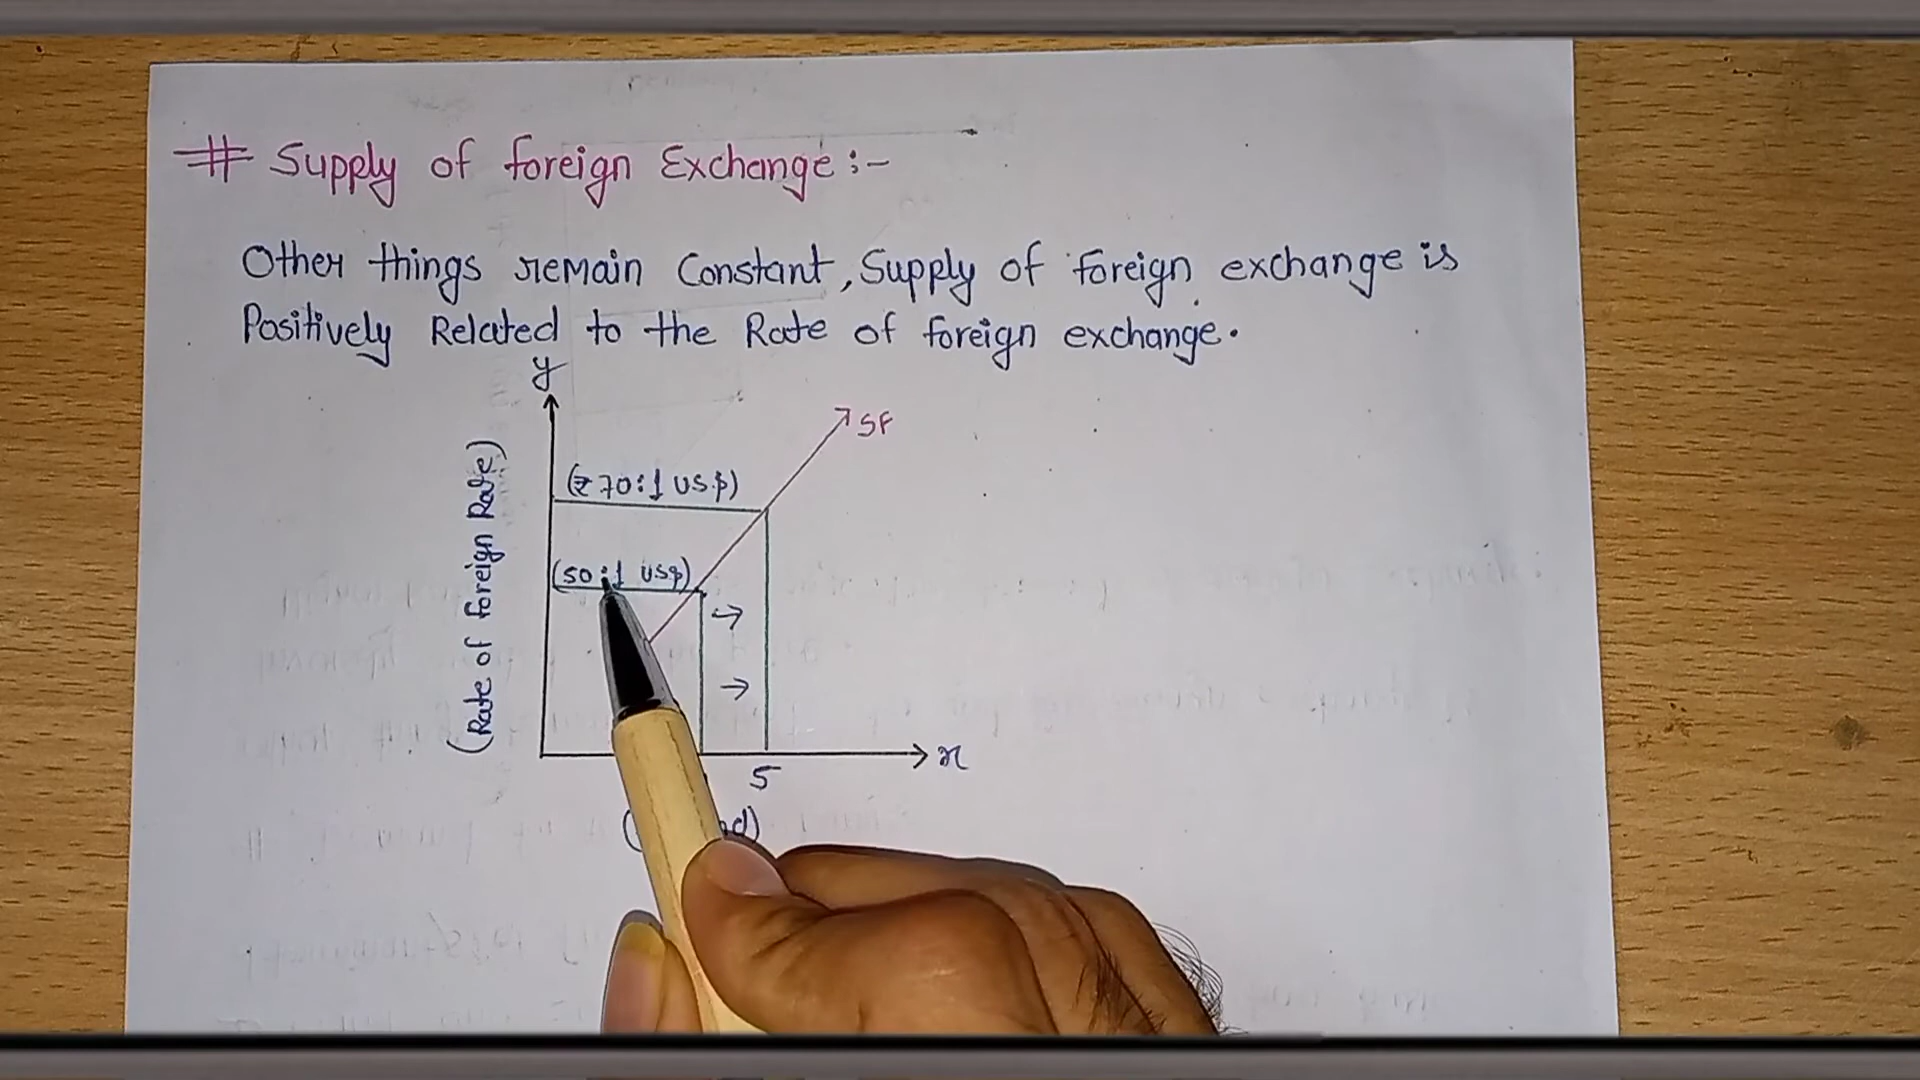 # Supply of foreign Exchange:-
Other things remain Constant, Supply of foreign exchange is
Positively Related to the Rate of foreign exchange.
y
SF
(₹70:1 US$)
(50:1 US$)
(Rate of foreign Rate)
x
5